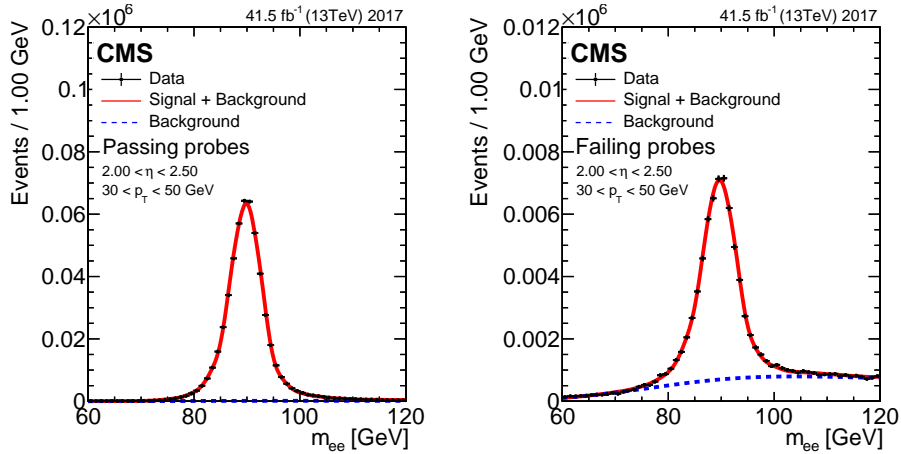 ×10⁶ 41.5 fb⁻¹ (13TeV) 2017
Events / 1.00 GeV
0.12
0.1
0.08
0.06
0.04
0.02
0
CMS
Data
Signal + Background
Background
Passing probes
2.00 < η < 2.50
30 < p_T < 50 GeV
60 80 100 120
m_ee [GeV]
×10⁶ 41.5 fb⁻¹ (13TeV) 2017
Events / 1.00 GeV
0.012
0.01
0.008
0.006
0.004
0.002
0
CMS
Data
Signal + Background
Background
Failing probes
2.00 < η < 2.50
30 < p_T < 50 GeV
60 80 100 120
m_ee [GeV]